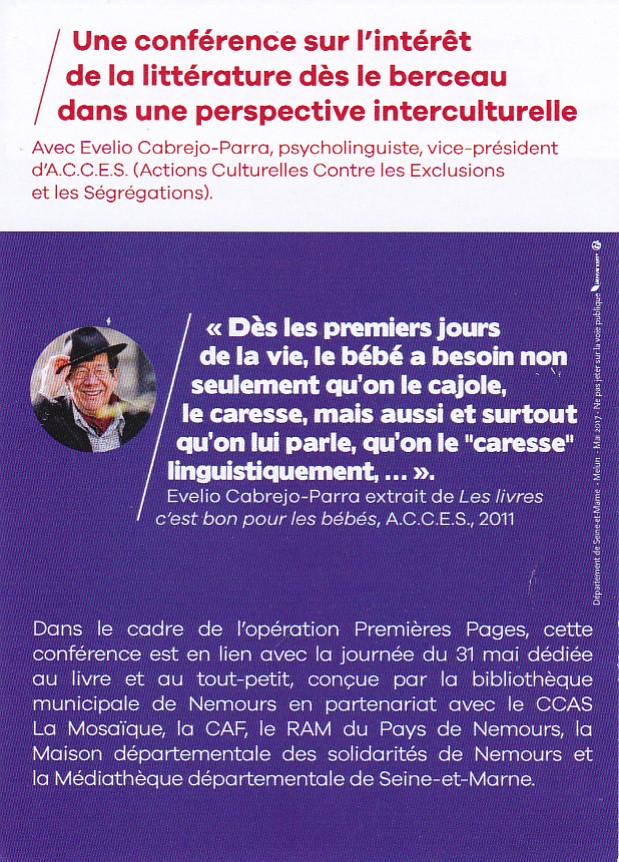 Une conférence sur l'intérêt
de la littérature dès le berceau
dans une perspective interculturelle
Avec Evelio Cabrejo-Parra, psycholinguiste, vice-président
d'A.C.C.E.S. (Actions Culturelles Contre les Exclusions
et les Ségrégations).
« Dès les premiers jours
de la vie, le bébé a besoin non
seulement qu'on le cajole,
le caresse, mais aussi et surtout
qu'on lui parle, qu'on le "caresse"
linguistiquement, ... ».
Evelio Cabrejo-Parra extrait de Les livres
c'est bon pour les bébés, A.C.C.E.S., 2011
Dans le cadre de l'opération Premières Pages, cette
conférence est en lien avec la journée du 31 mai dédiée
au livre et au tout-petit, conçue par la bibliothèque
municipale de Nemours en partenariat avec le CCAS
La Mosaïque, la CAF, le RAM du Pays de Nemours, la
Maison départementale des solidarités de Nemours et
la Médiathèque départementale de Seine-et-Marne.
Département de Seine-et-Marne - Melun - Mai 2017 - Ne pas jeter sur la voie publique